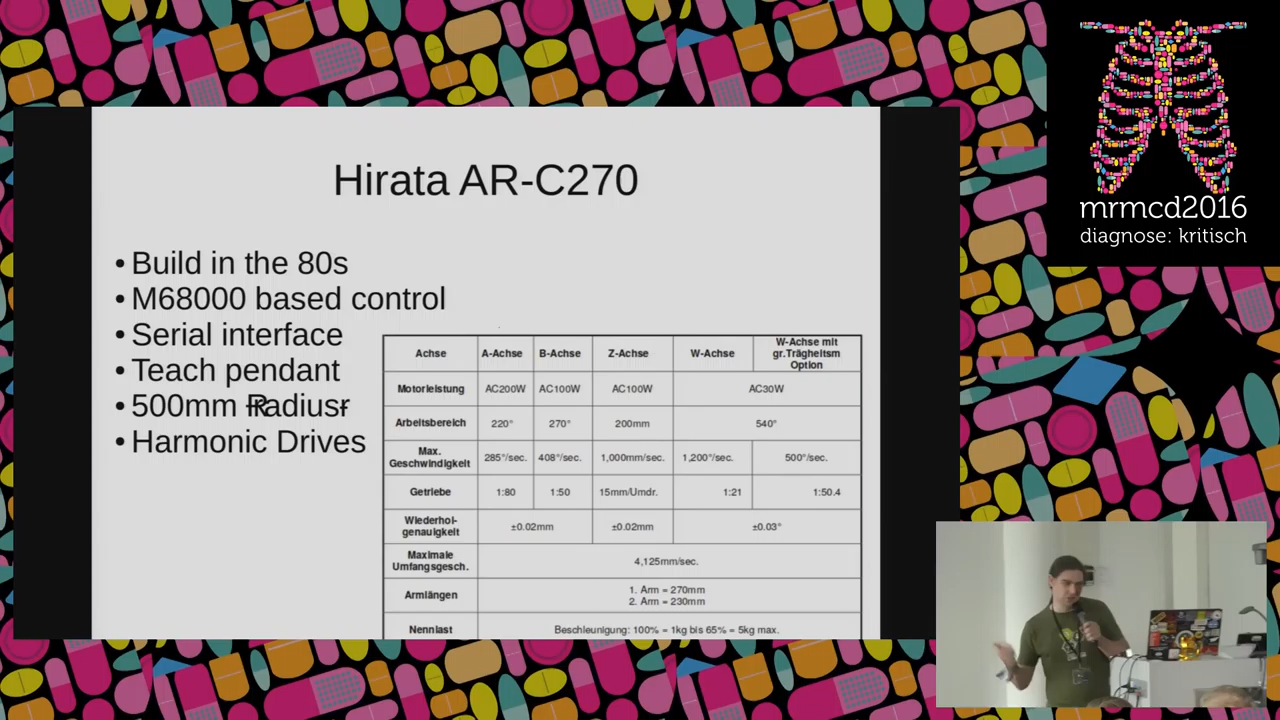 Hirata AR-C270
• Build in the 80s
• M68000 based control
• Serial interface
• Teach pendant
• 500mm Radius
• Harmonic Drives
Achse A-Achse B-Achse Z-Achse W-Achse W-Achse mit gr.Trägheitsm Option
Motorleistung AC200W AC100W AC100W AC30W
Arbeitsbereich 220° 270° 200mm 540°
Max. Geschwindigkeit 285°/sec. 408°/sec. 1,000mm/sec. 1,200°/sec. 500°/sec.
Getriebe 1:80 1:50 15mm/Umdr. 1:21 1:50.4
Wiederhol-
genauigkeit ±0.02mm ±0.02mm ±0.03°
Maximale
Umfangsgesch. 4,125mm/sec.
Armlängen 1. Arm = 270mm
2. Arm = 230mm
Nennlast Beschleunigung: 100% = 1kg bis 65% = 5kg max.
mrmcd2016
diagnose: kritisch